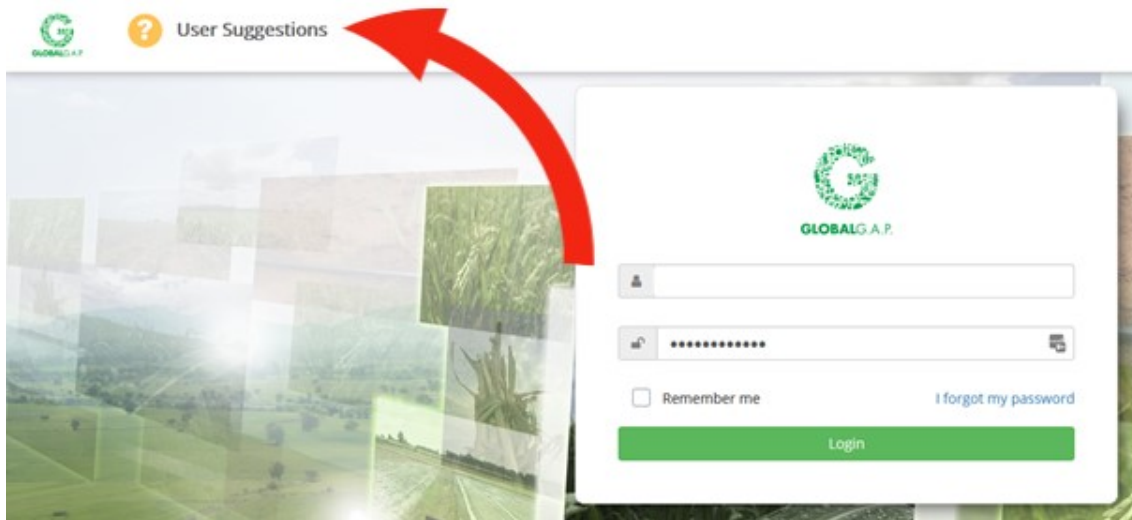 GLOBALG.A.P.
? User Suggestions
GLOBALG.A.P.
••••••••••••
Remember me
I forgot my password
Login